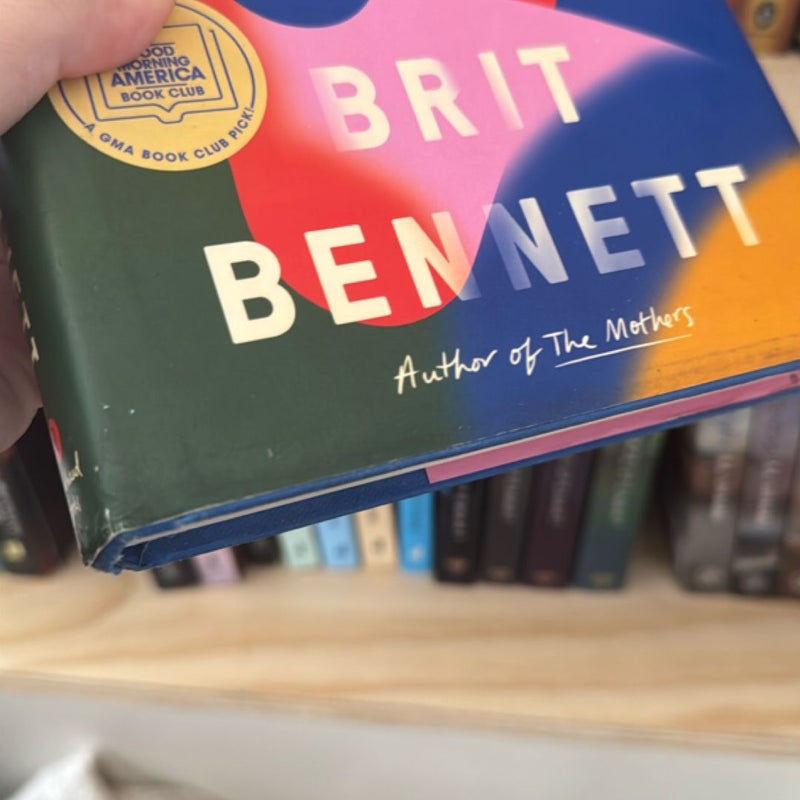 GOOD
MORNING
AMERICA
BOOK CLUB
A GMA BOOK CLUB PICK!
BRIT
BENNETT
Author of The Mothers